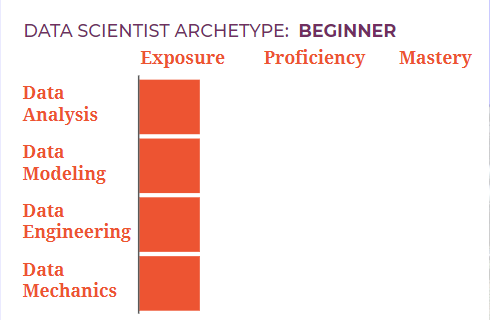 DATA SCIENTIST ARCHETYPE: BEGINNER
Exposure Proficiency Mastery
Data
Analysis
Data
Modeling
Data
Engineering
Data
Mechanics